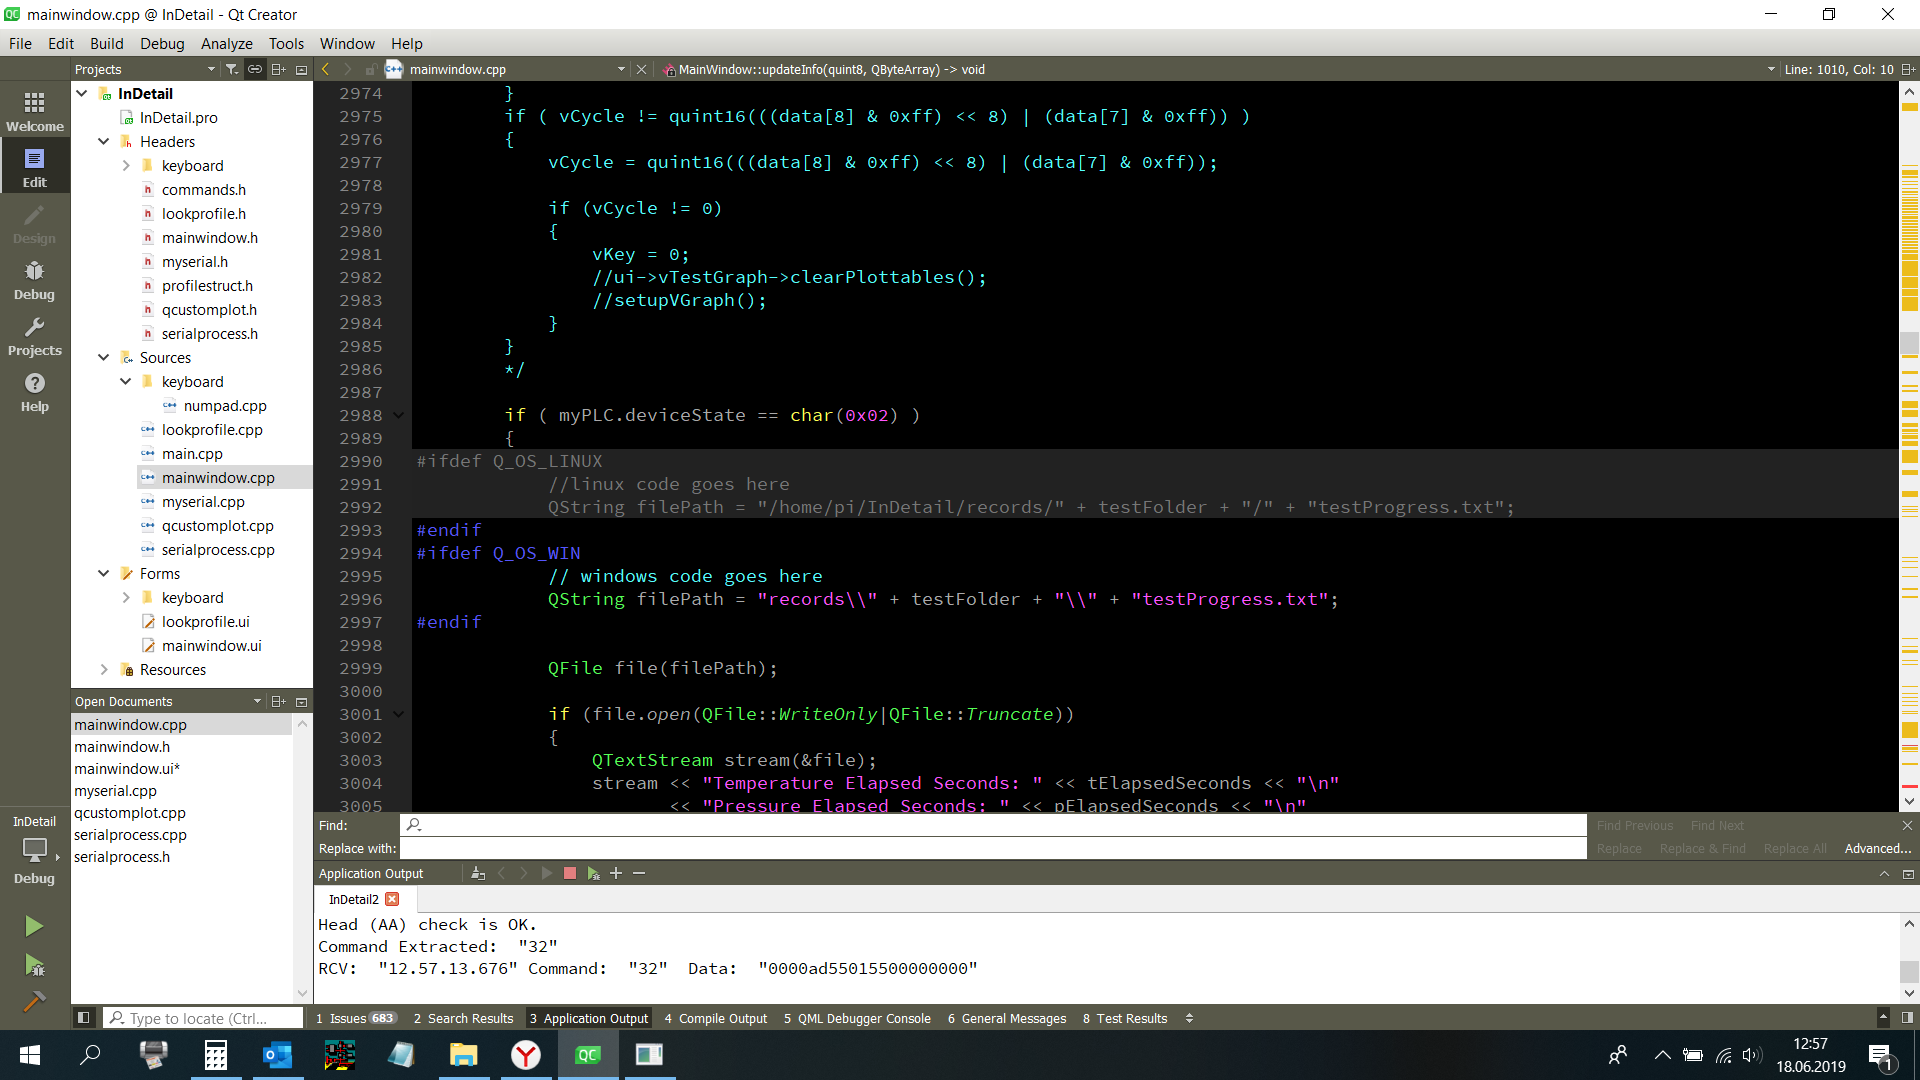 mainwindow.cpp @ InDetail - Qt Creator
File Edit Build Debug Analyze Tools Window Help
Projects
mainwindow.cpp
MainWindow::updateInfo(quint8, QByteArray) -> void
Line: 1010, Col: 10
Welcome
Edit
Design
Debug
Projects
Help
InDetail
Debug
InDetail
InDetail.pro
Headers
keyboard
commands.h
lookprofile.h
mainwindow.h
myserial.h
profilestruct.h
qcustomplot.h
serialprocess.h
Sources
keyboard
numpad.cpp
lookprofile.cpp
main.cpp
mainwindow.cpp
myserial.cpp
qcustomplot.cpp
serialprocess.cpp
Forms
keyboard
lookprofile.ui
mainwindow.ui
Resources
Open Documents
mainwindow.cpp
mainwindow.h
mainwindow.ui*
myserial.cpp
qcustomplot.cpp
serialprocess.cpp
serialprocess.h
2974 }
2975 if ( vCycle != quint16(((data[8] & 0xff) << 8) | (data[7] & 0xff)) )
2976 {
2977 vCycle = quint16(((data[8] & 0xff) << 8) | (data[7] & 0xff));
2978
2979 if (vCycle != 0)
2980 {
2981 vKey = 0;
2982 //ui->vTestGraph->clearPlottables();
2983 //setupVGraph();
2984 }
2985 }
2986 */
2987
2988 if ( myPLC.deviceState == char(0x02) )
2989 {
2990 #ifdef Q_OS_LINUX
2991 //linux code goes here
2992 QString filePath = "/home/pi/InDetail/records/" + testFolder + "/" + "testProgress.txt";
2993 #endif
2994 #ifdef Q_OS_WIN
2995 // windows code goes here
2996 QString filePath = "records\\" + testFolder + "\\" + "testProgress.txt";
2997 #endif
2998
2999 QFile file(filePath);
3000
3001 if (file.open(QFile::WriteOnly|QFile::Truncate))
3002 {
3003 QTextStream stream(&file);
3004 stream << "Temperature Elapsed Seconds: " << tElapsedSeconds << "\n"
3005 << "Pressure Elapsed Seconds: " << pElapsedSeconds << "\n"
Find:
Find Previous Find Next
Replace with:
Replace Replace & Find Replace All Advanced...
Application Output
InDetail2
Head (AA) check is OK.
Command Extracted: "32"
RCV: "12.57.13.676" Command: "32" Data: "0000ad55015500000000"
Type to locate (Ctrl...
1 Issues 683 2 Search Results 3 Application Output 4 Compile Output 5 QML Debugger Console 6 General Messages 8 Test Results
12:57
18.06.2019
1